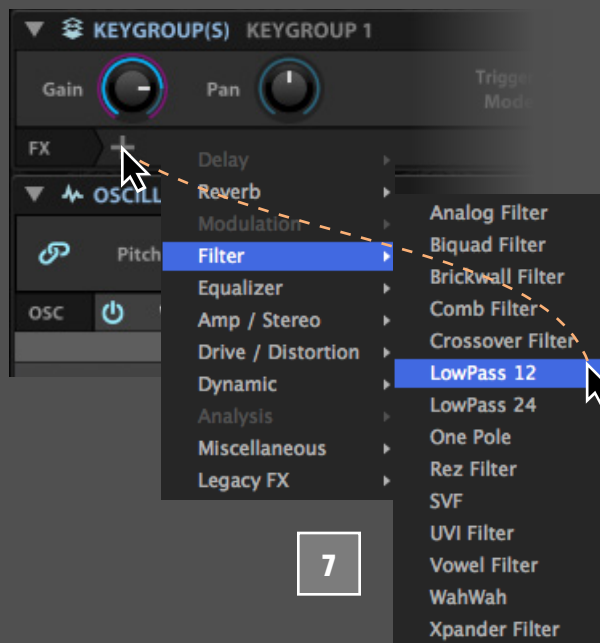 KEYGROUP(S) KEYGROUP 1
Gain Pan Trigger
Mode
FX
OSCILL
Pitch
OSC
Delay
Reverb
Modulation
Filter
Equalizer
Amp / Stereo
Drive / Distortion
Dynamic
Analysis
Miscellaneous
Legacy FX
Analog Filter
Biquad Filter
Brickwall Filter
Comb Filter
Crossover Filter
LowPass 12
LowPass 24
One Pole
Rez Filter
SVF
UVI Filter
Vowel Filter
WahWah
Xpander Filter
7